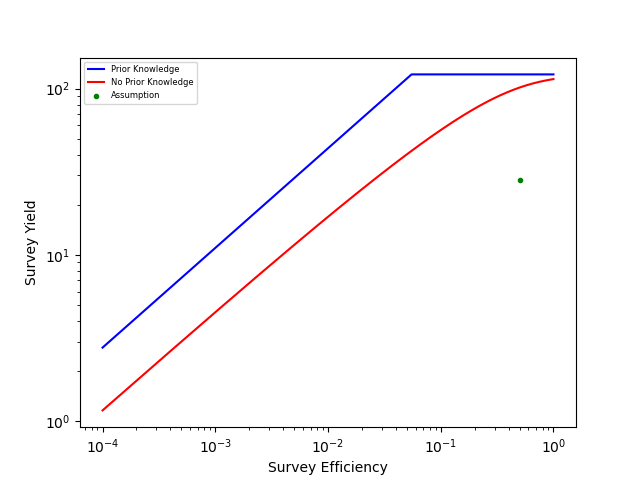 Prior Knowledge
No Prior Knowledge
Assumption
10²
10¹
10⁰
Survey Yield
10⁻⁴
10⁻³
10⁻²
10⁻¹
10⁰
Survey Efficiency